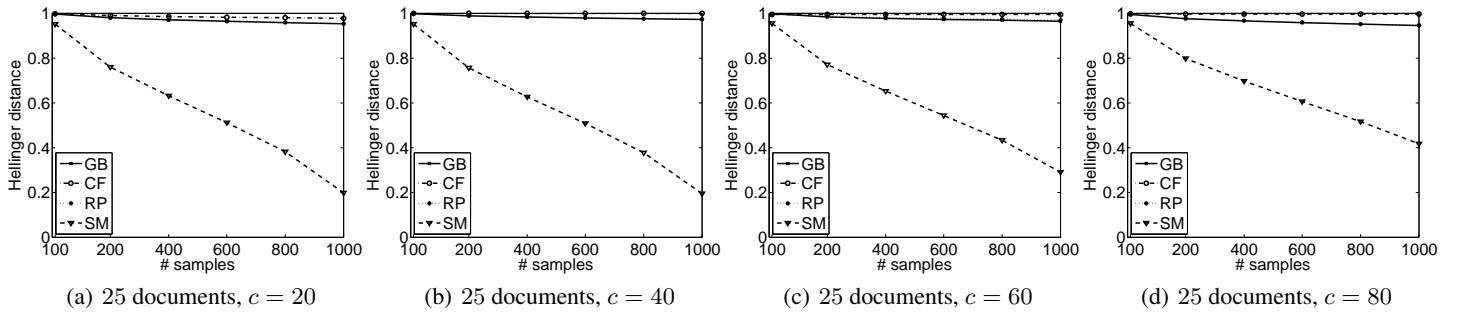 Hellinger distance
1
0.8
0.6
0.4
0.2
0
GB
CF
RP
SM
100 200 400 600 800 1000
# samples
(a) 25 documents, c = 20
Hellinger distance
1
0.8
0.6
0.4
0.2
0
GB
CF
RP
SM
100 200 400 600 800 1000
# samples
(b) 25 documents, c = 40
Hellinger distance
1
0.8
0.6
0.4
0.2
0
GB
CF
RP
SM
100 200 400 600 800 1000
# samples
(c) 25 documents, c = 60
Hellinger distance
1
0.8
0.6
0.4
0.2
0
GB
CF
RP
SM
100 200 400 600 800 1000
# samples
(d) 25 documents, c = 80